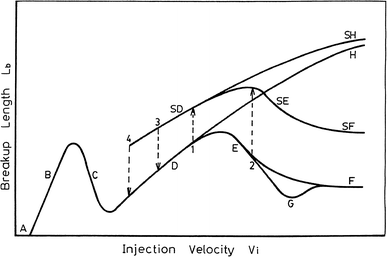 SH
H
SD
SE
4
3
1
2
D
E
SF
F
G
B
C
A
Breakup Length Lb
Injection Velocity Vi